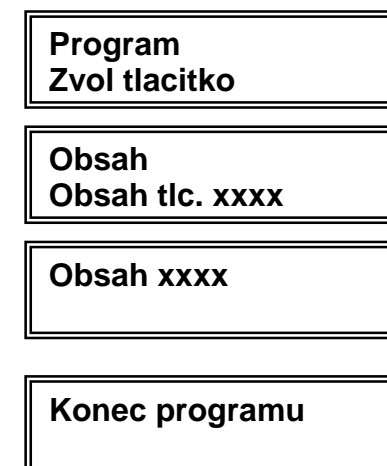 Program
Zvol tlacitko
Obsah
Obsah tlc. xxxx
Obsah xxxx
Konec programu